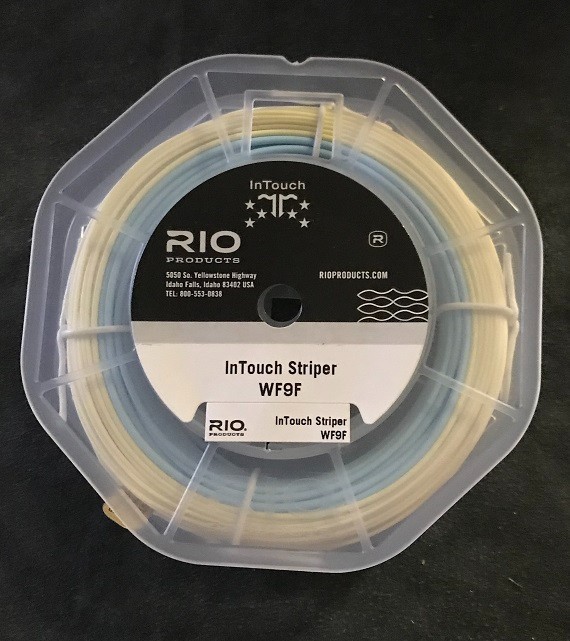 InTouch
RIO
PRODUCTS
5050 So. Yellowstone Highway
Idaho Falls, Idaho 83402 USA
TEL: 800-553-0838
R
RIOPRODUCTS.COM
InTouch Striper
WF9F
RIO.
PRODUCTS
InTouch Striper
WF9F